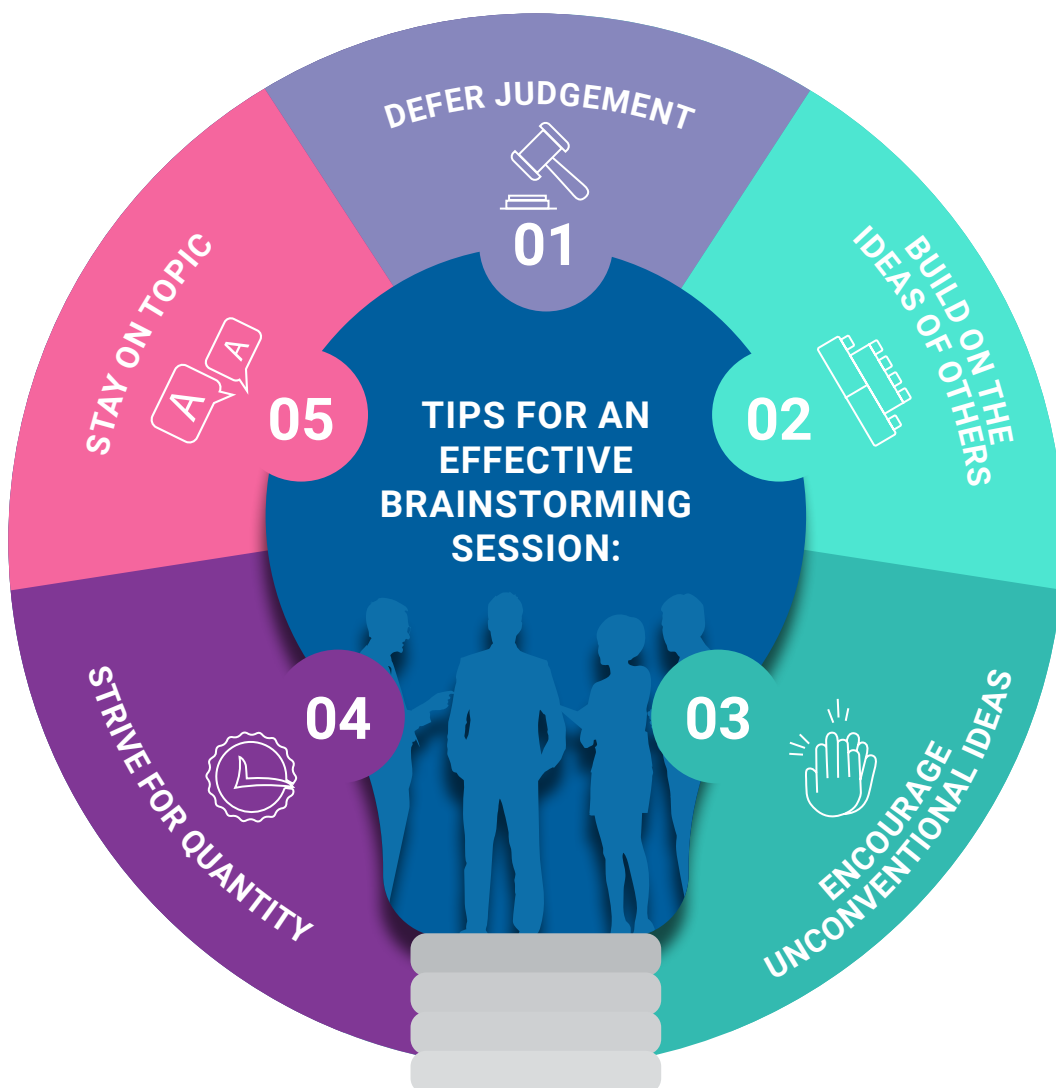 TIPS FOR AN
EFFECTIVE
BRAINSTORMING
SESSION:
DEFER JUDGEMENT
01
BUILD ON THE
IDEAS OF OTHERS
02
ENCOURAGE
UNCONVENTIONAL IDEAS
03
STRIVE FOR QUANTITY
04
STAY ON TOPIC
A
A
05